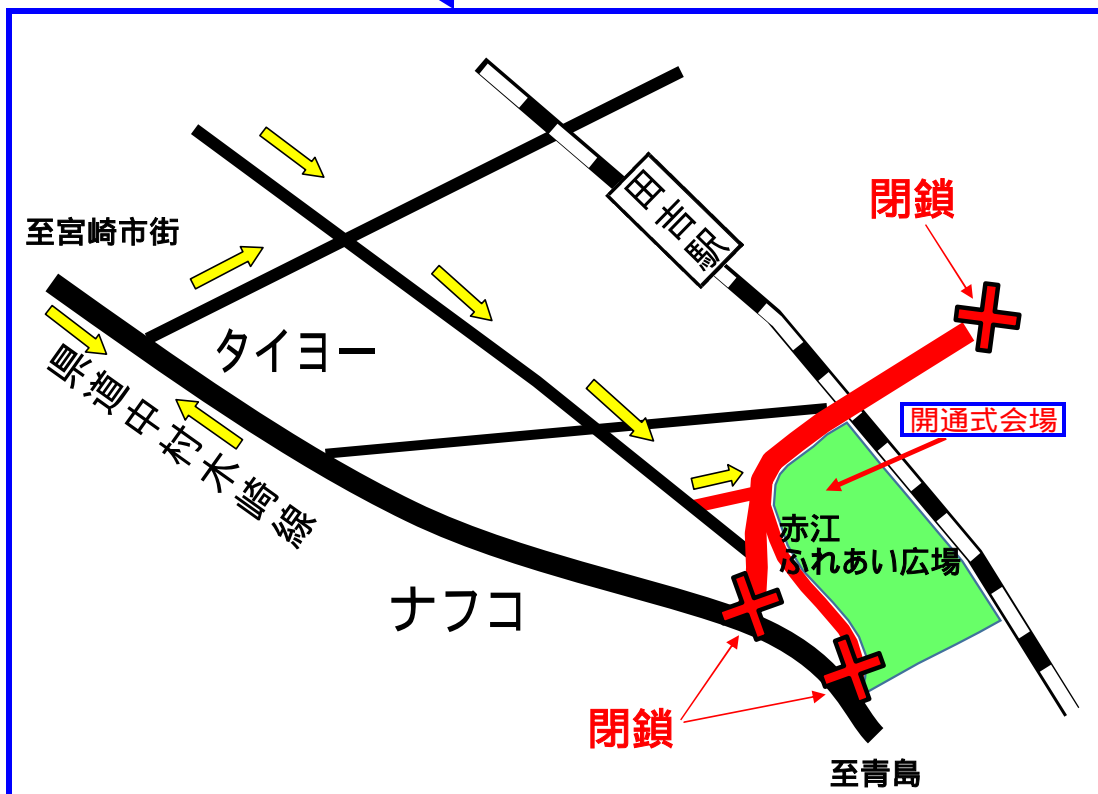 田吉駅
閉鎖
至宮崎市街
タイヨー
県道中村木崎線
開通式会場
赤江
ふれあい広場
ナフコ
閉鎖
至青島